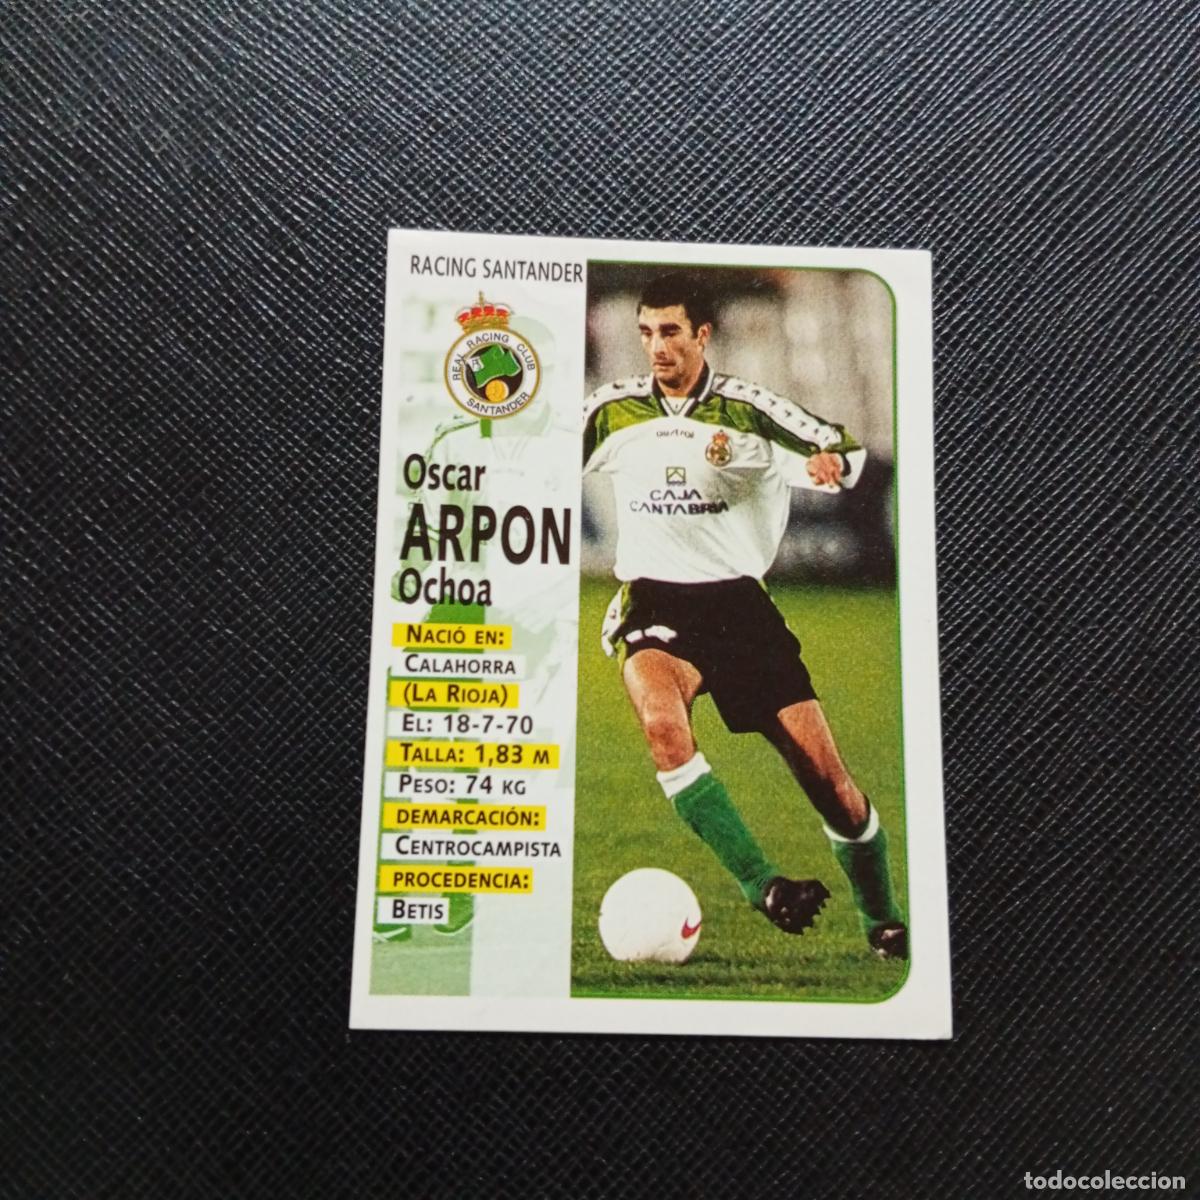 RACING SANTANDER
REAL RACING CLUB
SANTANDER
Oscar
ARPON
Ochoa
NACIÓ EN:
CALAHORRA
(LA RIOJA)
EL: 18-7-70
TALLA: 1,83 M
PESO: 74 KG
DEMARCACIÓN:
CENTROCAMPISTA
PROCEDENCIA:
BETIS
austral
CAJA
CANTABRIA
todocoleccion